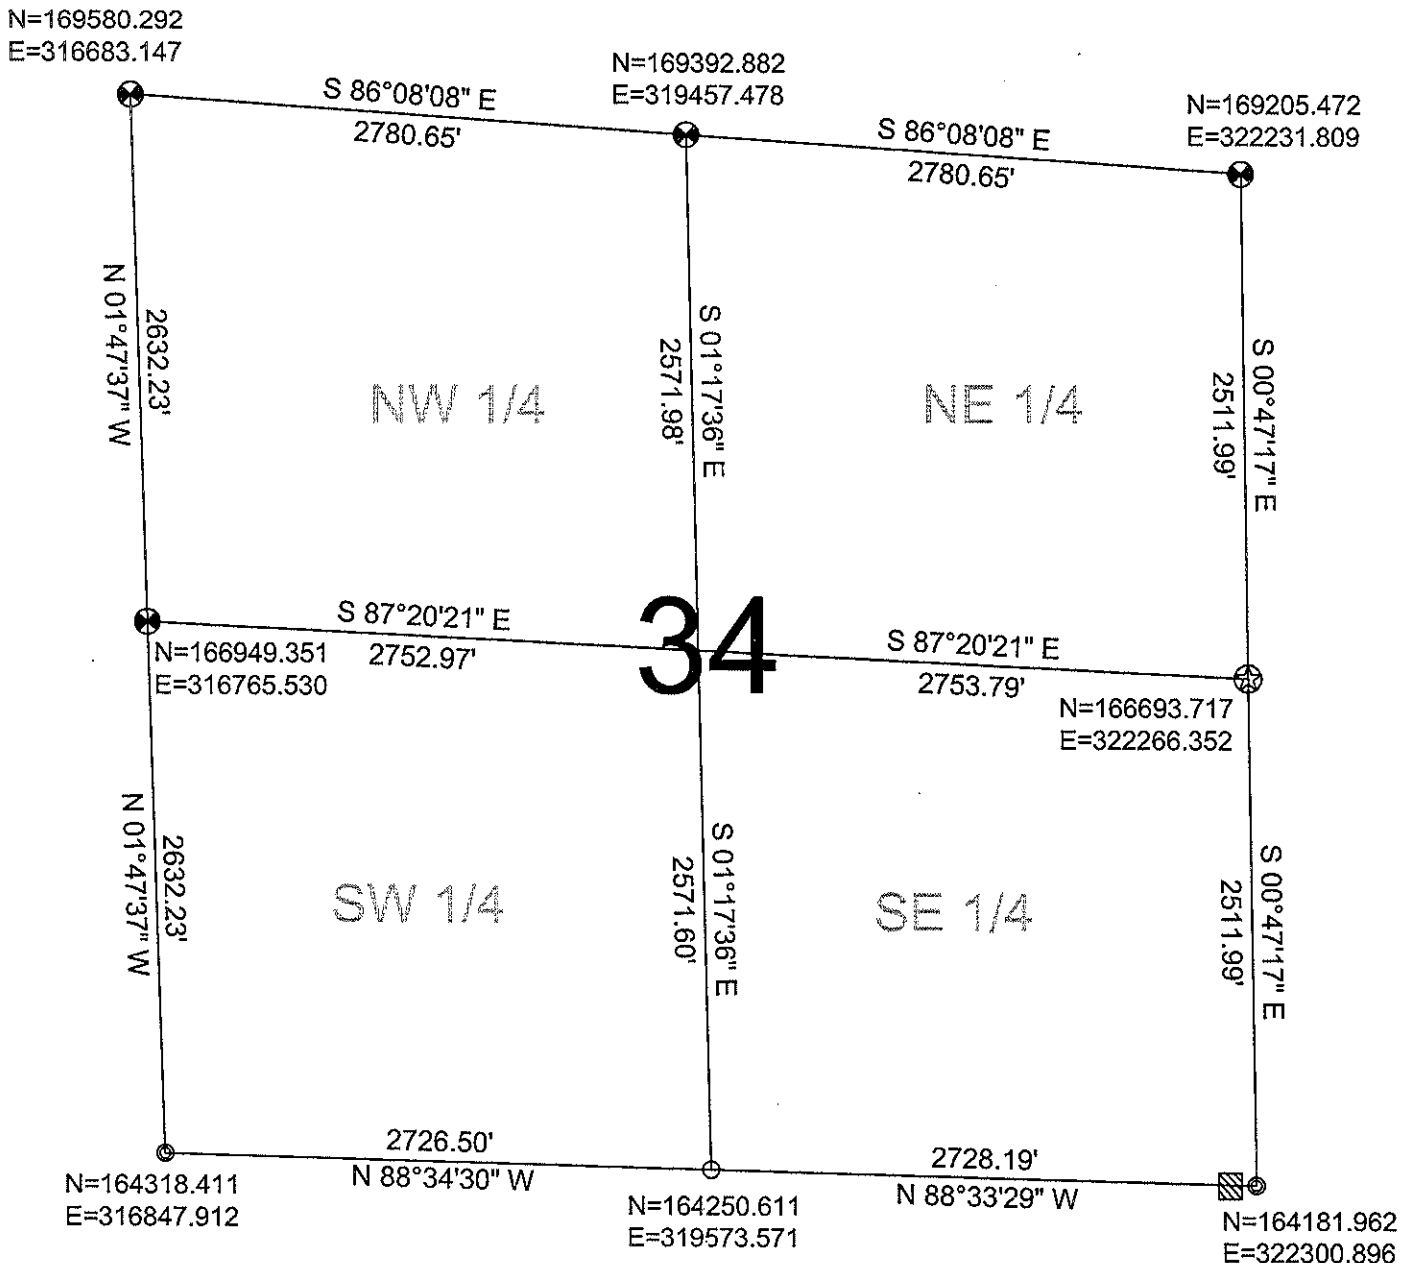 N=169580.292
E=316683.147
N=169392.882
E=319457.478
N=169205.472
E=322231.809
S 86°08'08" E
2780.65'
S 86°08'08" E
2780.65'
N 01°47'37" W
2632.23'
NW 1/4
S 01°17'36" E
2571.98'
NE 1/4
S 00°47'17" E
2511.99'
34
S 87°20'21" E
2752.97'
S 87°20'21" E
2753.79'
N=166949.351
E=316765.530
N=166693.717
E=322266.352
N 01°47'37" W
2632.23'
SW 1/4
S 01°17'36" E
2571.60'
SE 1/4
S 00°47'17" E
2511.99'
2726.50'
N 88°34'30" W
2728.19'
N 88°33'29" W
N=164318.411
E=316847.912
N=164250.611
E=319573.571
N=164181.962
E=322300.896